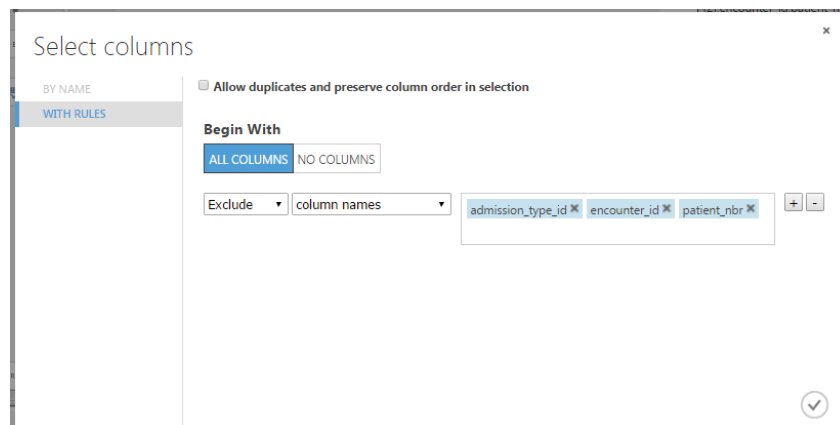 Select columns
×
BY NAME
WITH RULES
Allow duplicates and preserve column order in selection
Begin With
ALL COLUMNS NO COLUMNS
Exclude column names admission_type_id × encounter_id × patient_nbr × + -